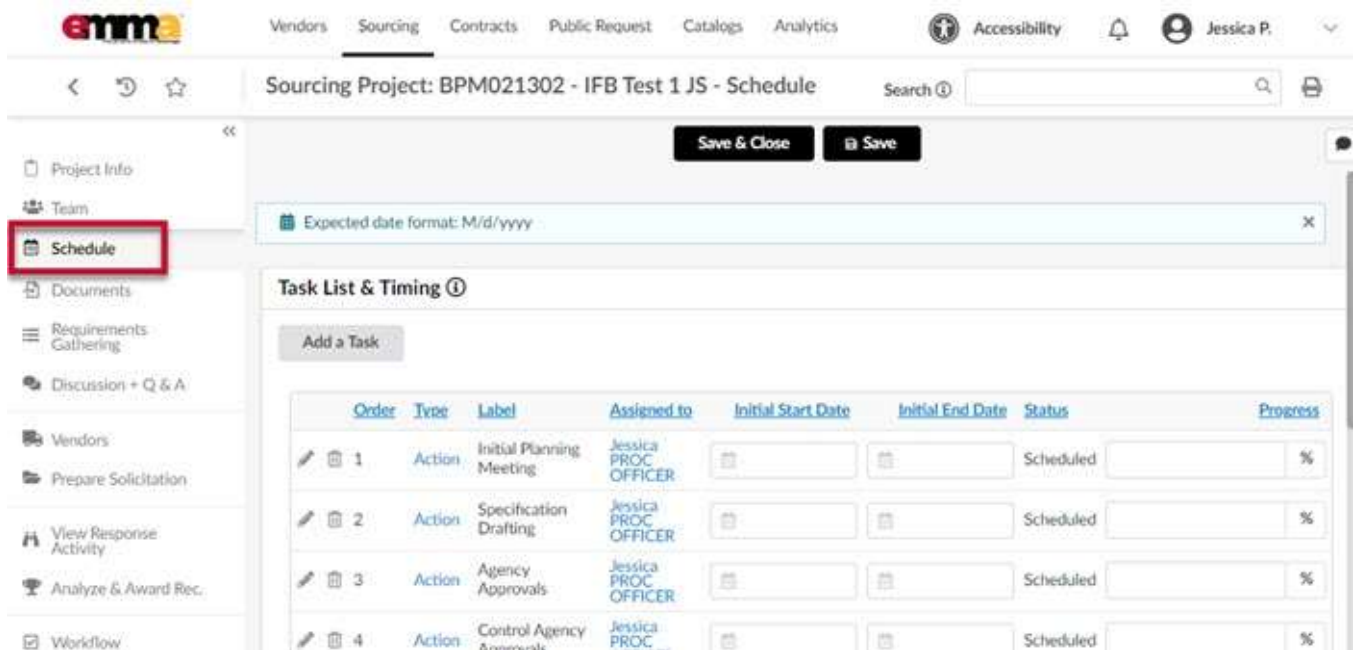 emma
Vendors Sourcing Contracts Public Request Catalogs Analytics Accessibility Jessica P.
Sourcing Project: BPM021302 - IFB Test 1 JS - Schedule Search
Save & Close Save
Project Info
Team
Schedule
Documents
Requirements
Gathering
Discussion + Q & A
Vendors
Prepare Solicitation
View Response
Activity
Analyze & Award Rec.
Workflow
Expected date format: M/d/yyyy
Task List & Timing
Add a Task
Order Type Label Assigned to Initial Start Date Initial End Date Status Progress
1 Action Initial Planning Meeting Jessica PROC OFFICER Scheduled %
2 Action Specification Drafting Jessica PROC OFFICER Scheduled %
3 Action Agency Approvals Jessica PROC OFFICER Scheduled %
4 Action Control Agency Approvals Jessica PROC Scheduled %